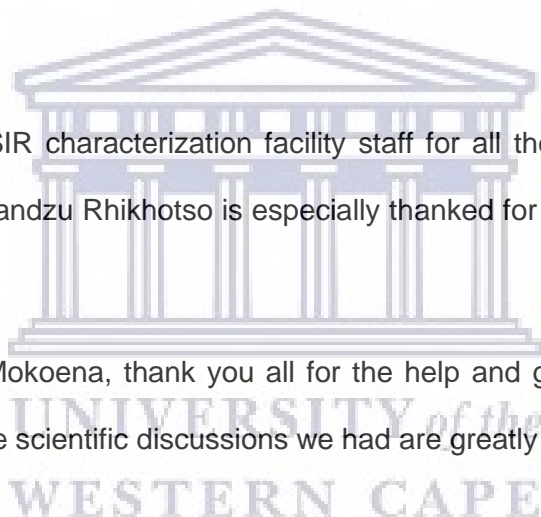 SIR characterization facility staff for all the
andzu Rhikhotso is especially thanked for
Mokoena, thank you all for the help and g
UNIVERSITY of the
e scientific discussions we had are greatly
WESTERN CAPE